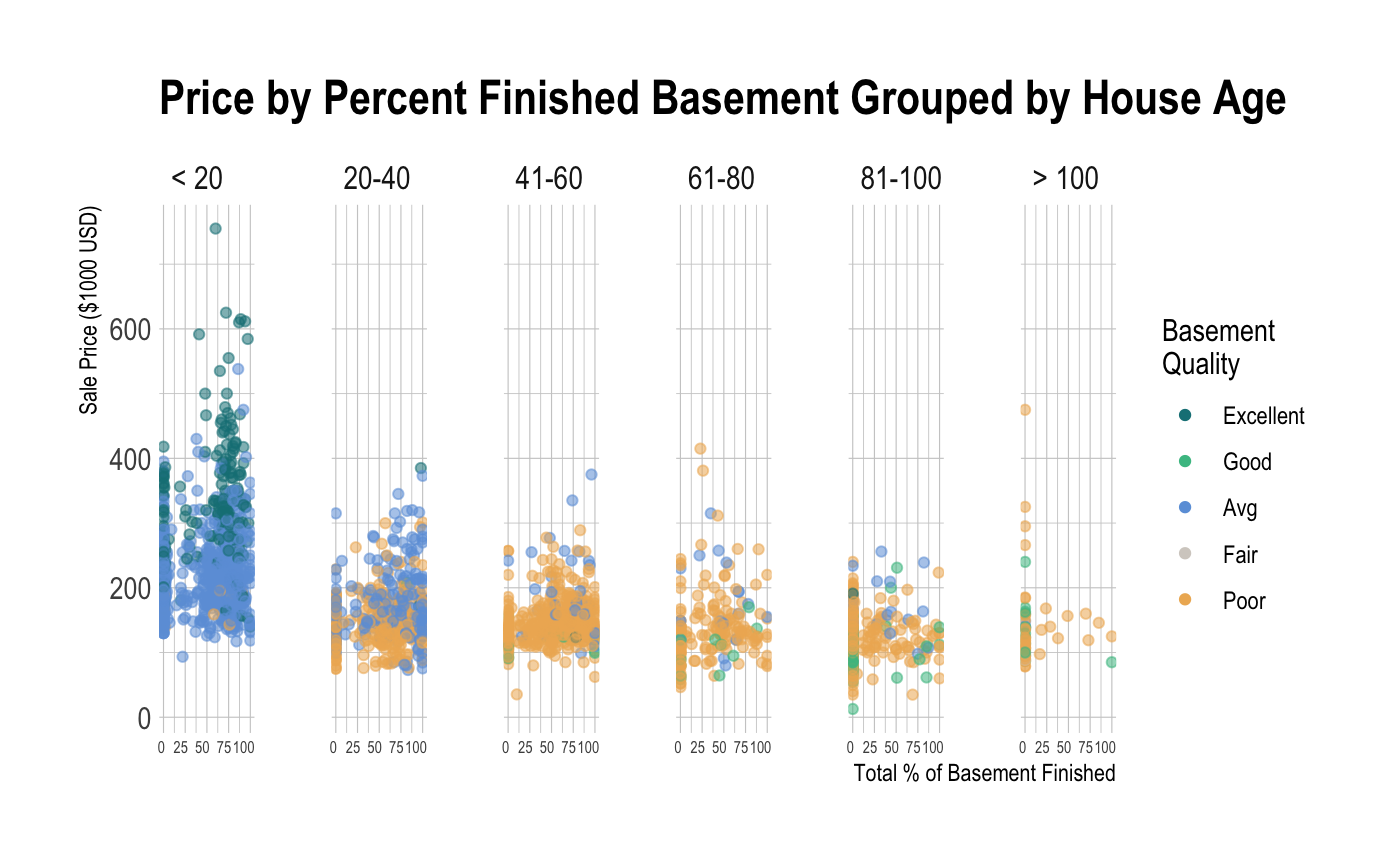 Price by Percent Finished Basement Grouped by House Age
< 20 20-40 41-60 61-80 81-100 > 100
Sale Price ($1000 USD)
600
400
200
0
0 25 50 75 100 0 25 50 75 100 0 25 50 75 100 0 25 50 75 100 0 25 50 75 100 0 25 50 75 100
Total % of Basement Finished
Basement
Quality
Excellent
Good
Avg
Fair
Poor